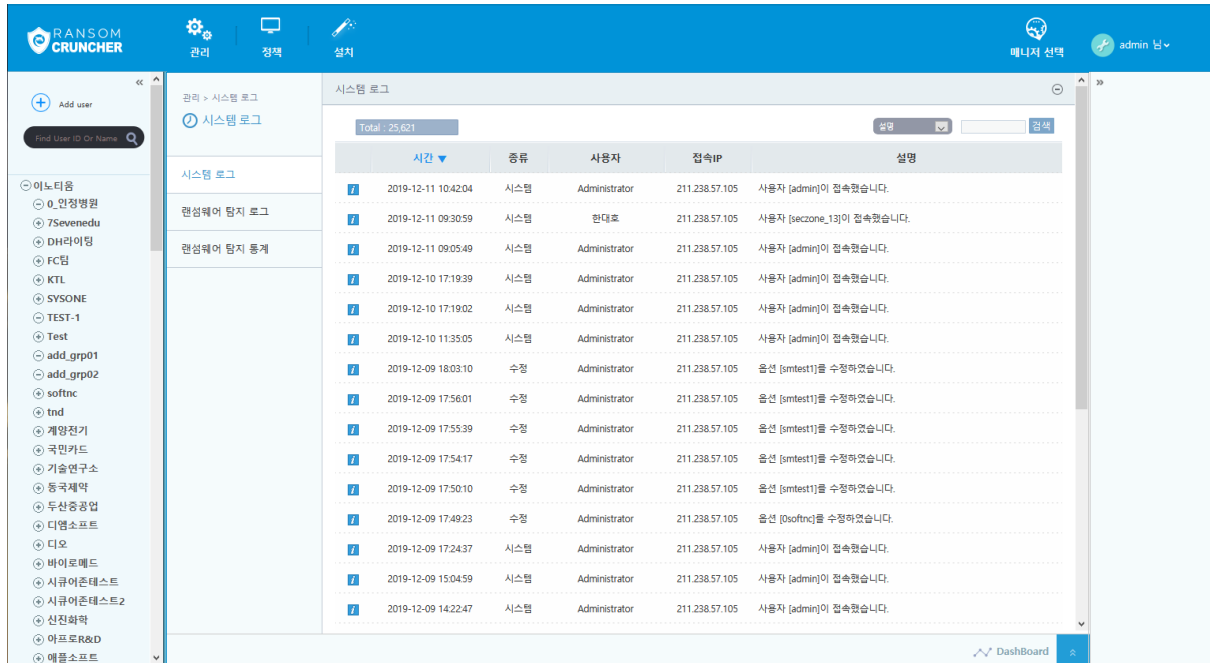 RANSOM
CRUNCHER
관리
정책
설치
매니저 선택
admin 님
Add user
Find User ID Or Name
이노티움
0_인정병원
7Sevenedu
DH라이팅
FC팀
KTL
SYSONE
TEST-1
Test
add_grp01
add_grp02
softnc
tnd
계양전기
국민카드
기술연구소
동국제약
두산중공업
디엠소프트
디오
바이로메드
시큐어존테스트
시큐어존테스트2
신진화학
아프로R&D
애플소프트
관리 > 시스템 로그
시스템 로그
시스템 로그
랜섬웨어 탐지 로그
랜섬웨어 탐지 통계
시스템 로그
Total : 25,621
설명
검색
시간 ▼ 종류 사용자 접속IP 설명
2019-12-11 10:42:04 시스템 Administrator 211.238.57.105 사용자 [admin]이 접속했습니다.
2019-12-11 09:30:59 시스템 한대호 211.238.57.105 사용자 [seczone_13]이 접속했습니다.
2019-12-11 09:05:49 시스템 Administrator 211.238.57.105 사용자 [admin]이 접속했습니다.
2019-12-10 17:19:39 시스템 Administrator 211.238.57.105 사용자 [admin]이 접속했습니다.
2019-12-10 17:19:02 시스템 Administrator 211.238.57.105 사용자 [admin]이 접속했습니다.
2019-12-10 11:35:05 시스템 Administrator 211.238.57.105 사용자 [admin]이 접속했습니다.
2019-12-09 18:03:10 수정 Administrator 211.238.57.105 옵션 [smtest1]를 수정하였습니다.
2019-12-09 17:56:01 수정 Administrator 211.238.57.105 옵션 [smtest1]를 수정하였습니다.
2019-12-09 17:55:39 수정 Administrator 211.238.57.105 옵션 [smtest1]를 수정하였습니다.
2019-12-09 17:54:17 수정 Administrator 211.238.57.105 옵션 [smtest1]를 수정하였습니다.
2019-12-09 17:50:10 수정 Administrator 211.238.57.105 옵션 [smtest1]를 수정하였습니다.
2019-12-09 17:49:23 수정 Administrator 211.238.57.105 옵션 [0softnc]를 수정하였습니다.
2019-12-09 17:24:37 시스템 Administrator 211.238.57.105 사용자 [admin]이 접속했습니다.
2019-12-09 15:04:59 시스템 Administrator 211.238.57.105 사용자 [admin]이 접속했습니다.
2019-12-09 14:22:47 시스템 Administrator 211.238.57.105 사용자 [admin]이 접속했습니다.
DashBoard